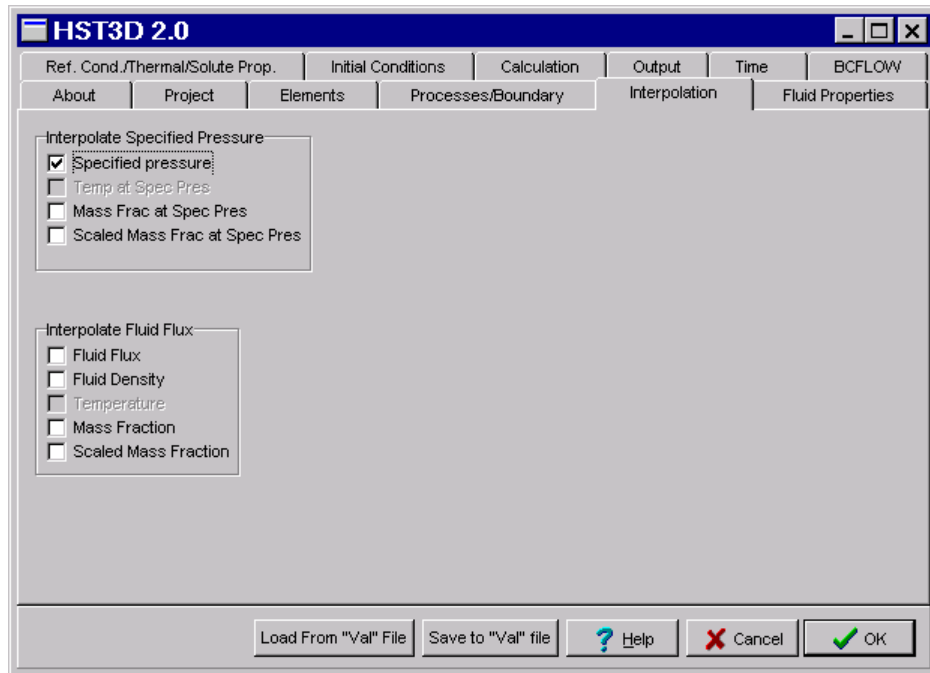 HST3D 2.0
Ref. Cond./Thermal/Solute Prop. Initial Conditions Calculation Output Time BCFLOW
About Project Elements Processes/Boundary Interpolation Fluid Properties
Interpolate Specified Pressure
Specified pressure
Temp at Spec Pres
Mass Frac at Spec Pres
Scaled Mass Frac at Spec Pres
Interpolate Fluid Flux
Fluid Flux
Fluid Density
Temperature
Mass Fraction
Scaled Mass Fraction
Load From "Val" File Save to "Val" file Help Cancel OK